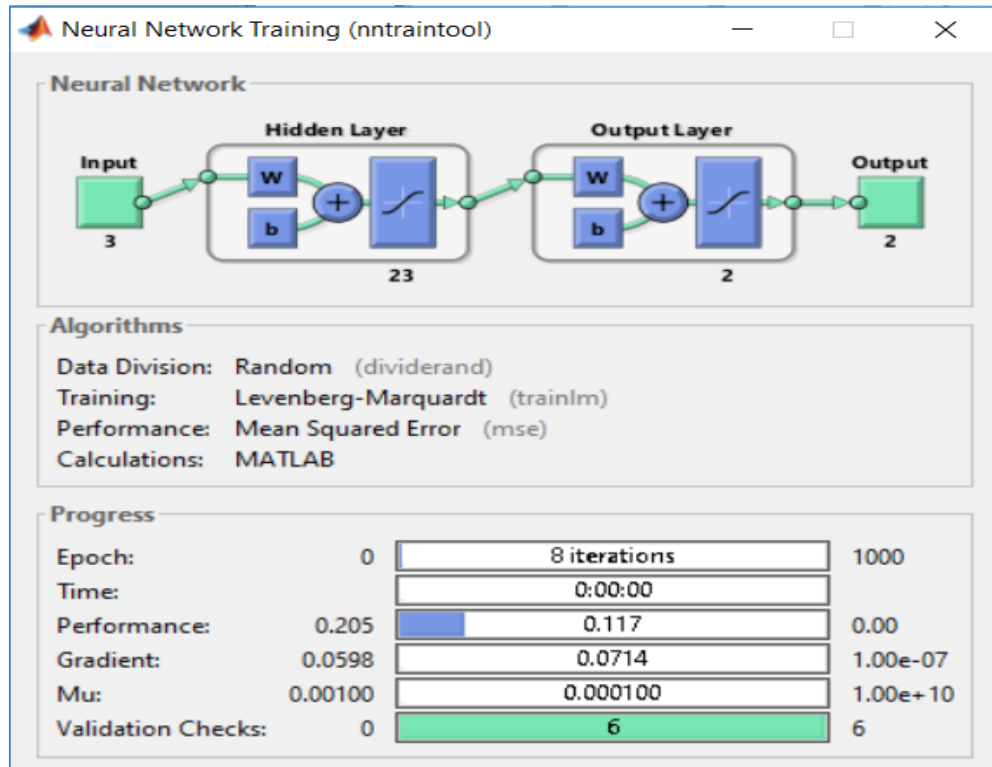 Neural Network Training (nntraintool)
Neural Network
Hidden Layer
Output Layer
Input
W
b
+
W
b
+
Output
3
23
2
2
Algorithms
Data Division: Random (dividerand)
Training: Levenberg-Marquardt (trainlm)
Performance: Mean Squared Error (mse)
Calculations: MATLAB
Progress
Epoch: 0 8 iterations 1000
Time: 0:00:00
Performance: 0.205 0.117 0.00
Gradient: 0.0598 0.0714 1.00e-07
Mu: 0.00100 0.000100 1.00e+10
Validation Checks: 0 6 6